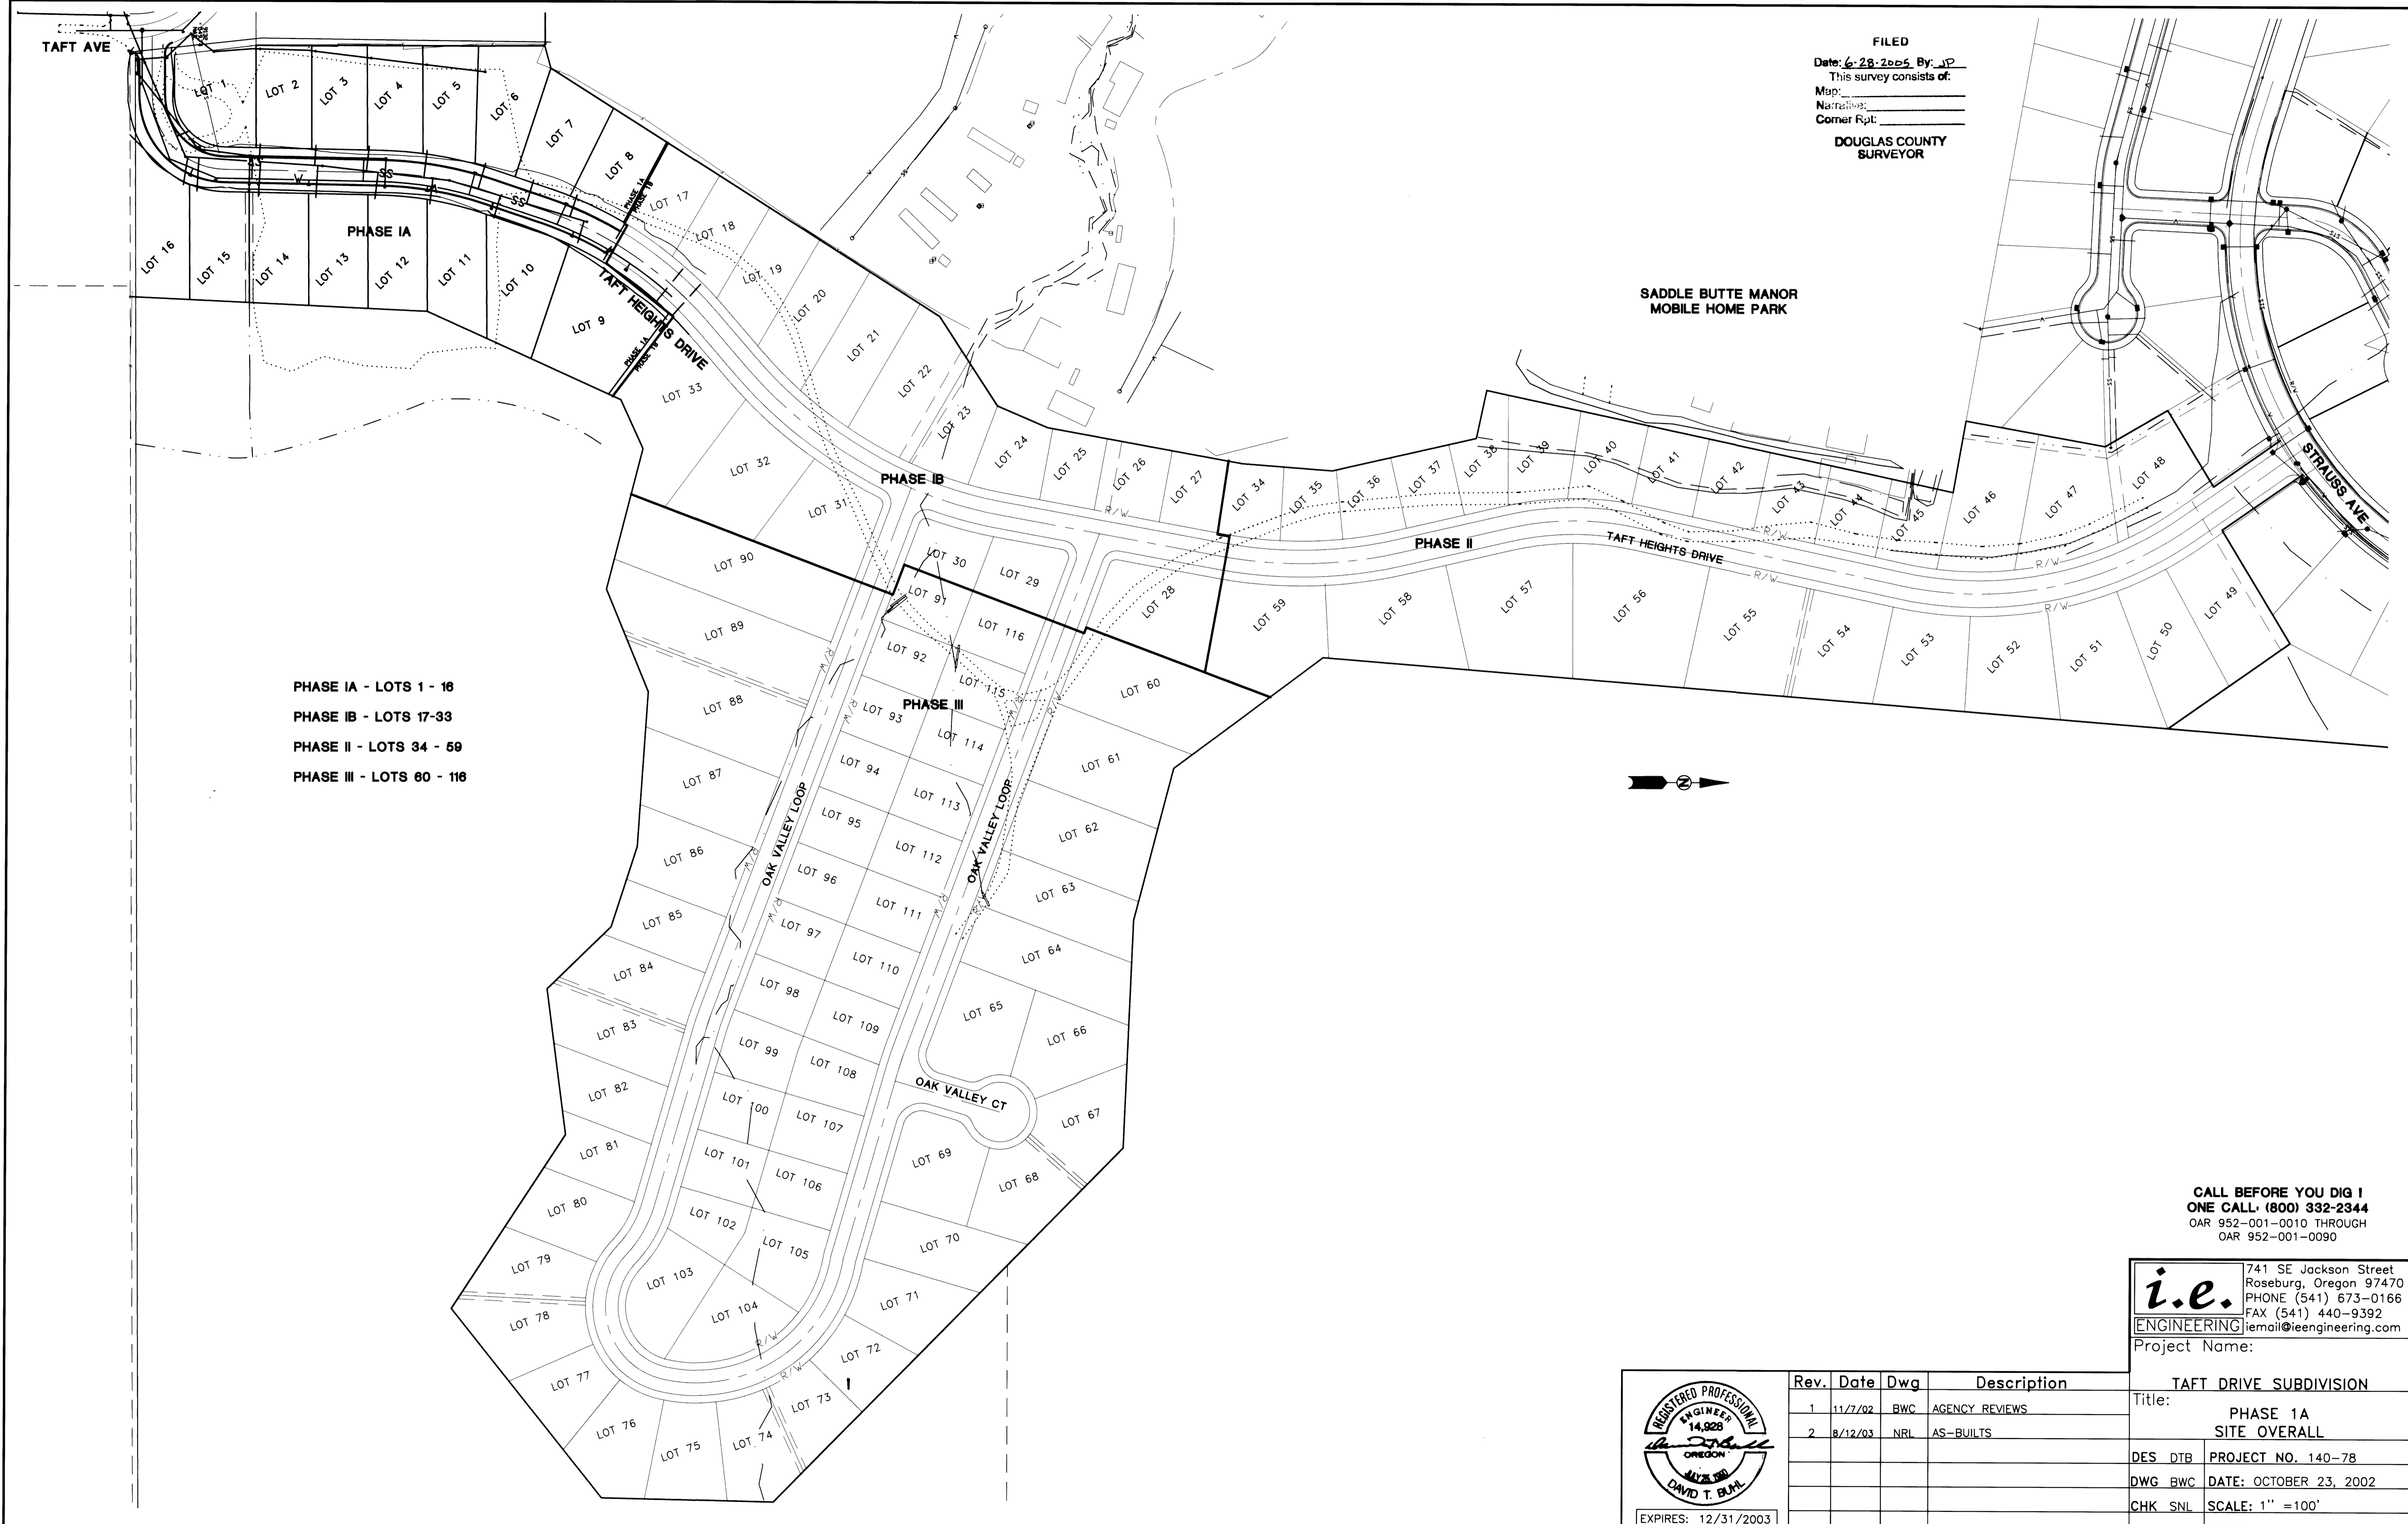 TAFT AVE
LOT 1
LOT 2
LOT 3
LOT 4
LOT 5
LOT 6
LOT 7
LOT 8
PHASE 1A
PHASE 1B
LOT 17
LOT 18
LOT 19
LOT 20
LOT 21
LOT 22
LOT 23
LOT 24
LOT 25
LOT 26
LOT 27
SS
SS
V
PHASE IA
LOT 16
LOT 15
LOT 14
LOT 13
LOT 12
LOT 11
LOT 10
LOT 9
TAFT HEIGHTS DRIVE
PHASE 1A
PHASE 1B
LOT 33
LOT 32
LOT 31
PHASE IB
R/W
LOT 30
LOT 29
LOT 28
FILED
Date: 6-28-2005 By: JP
This survey consists of:
Map:
Narrative:
Corner Rpt:
DOUGLAS COUNTY
SURVEYOR
SADDLE BUTTE MANOR
MOBILE HOME PARK
LOT 34
LOT 35
LOT 36
LOT 37
LOT 38
LOT 39
LOT 40
LOT 41
LOT 42
LOT 43
LOT 44
LOT 45
LOT 46
LOT 47
LOT 48
STRAUSS AVE
PHASE II
TAFT HEIGHTS DRIVE
R/W
R/W
R/W
R/W
LOT 59
LOT 58
LOT 57
LOT 56
LOT 55
LOT 54
LOT 53
LOT 52
LOT 51
LOT 50
LOT 49
PHASE IA - LOTS 1 - 16
PHASE IB - LOTS 17-33
PHASE II - LOTS 34 - 59
PHASE III - LOTS 60 - 116
N
LOT 90
LOT 89
LOT 88
LOT 87
LOT 86
LOT 85
LOT 84
LOT 83
LOT 82
LOT 81
LOT 80
LOT 79
LOT 78
LOT 77
LOT 76
LOT 75
LOT 74
LOT 73
LOT 72
LOT 71
LOT 70
LOT 69
LOT 68
LOT 67
LOT 66
LOT 65
LOT 64
LOT 63
LOT 62
LOT 61
LOT 60
PHASE III
OAK VALLEY LOOP
OAK VALLEY LOOP
OAK VALLEY CT
R/W
R/W
R/W
R/W
R/W
R/W
R/W
R/W
R/W
R/W
LOT 91
LOT 92
LOT 93
LOT 94
LOT 95
LOT 96
LOT 97
LOT 98
LOT 99
LOT 100
LOT 101
LOT 102
LOT 103
LOT 104
LOT 105
LOT 106
LOT 107
LOT 108
LOT 109
LOT 110
LOT 111
LOT 112
LOT 113
LOT 114
LOT 115
LOT 116
CALL BEFORE YOU DIG !
ONE CALL: (800) 332-2344
OAR 952-001-0010 THROUGH
OAR 952-001-0090
i.e.
ENGINEERING
741 SE Jackson Street
Roseburg, Oregon 97470
PHONE (541) 673-0166
FAX (541) 440-9392
iemail@ieengineering.com
Project Name:
TAFT DRIVE SUBDIVISION
Title:
PHASE 1A
SITE OVERALL
DES DTB PROJECT NO. 140-78
DWG BWC DATE: OCTOBER 23, 2002
CHK SNL SCALE: 1" =100'
Rev. Date Dwg Description
1 11/7/02 BWC AGENCY REVIEWS
2 8/12/03 NRL AS-BUILTS
REGISTERED PROFESSIONAL
ENGINEER
14,928
OREGON
JULY 25, 1990
DAVID T. BUHL
EXPIRES: 12/31/2003